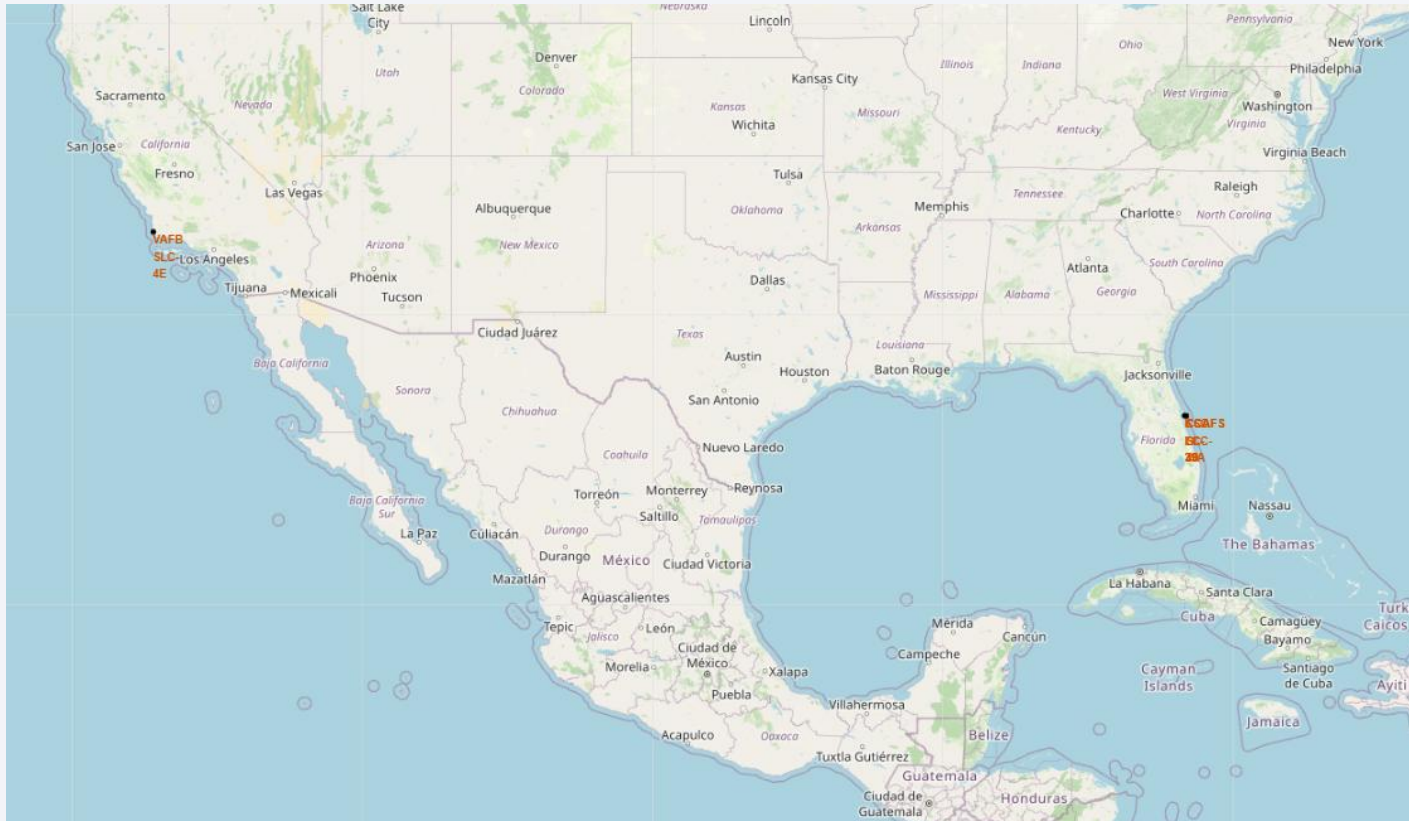 Salt Lake
City
Nebraska
Lincoln
Pennsylvania
New York
Ohio
Denver
Illinois
Indiana
Philadelphia
Utah
Kansas City
Colorado
West Virginia
Sacramento
Nevada
Kansas
Missouri
Washington
Wichita
Kentucky
Virginia
San Jose
California
Virginia Beach
Fresno
Tulsa
Las Vegas
Raleigh
Tennessee
Albuquerque
Oklahoma
Memphis
Charlotte
North Carolina
Arkansas
VAFB
SLC-
4E
Los Angeles
Arizona
New Mexico
South Carolina
Atlanta
Phoenix
Dallas
Tijuana
Mexicali
Tucson
Mississippi
Alabama
Georgia
Ciudad Juárez
Texas
Louisiana
Austin
Baja California
Houston
Baton Rouge
Jacksonville
Sonora
San Antonio
Chihuahua
Florida
Nuevo Laredo
Coahuila
Torreón
Monterrey
Reynosa
Baja California
Sur
Saltillo
Tamaulipas
Miami
Nassau
La Paz
Culiacán
Durango
The Bahamas
Durango
México
Ciudad Victoria
Mazatlán
La Habana
Santa Clara
Aguascalientes
Cuba
Camagüey
Turk
Caicos
Tepic
León
Mérida
Cancún
Bayamo
Jalisco
Ciudad de
México
Campeche
Morelia
Xalapa
Cayman
Islands
Santiago
de Cuba
Ayiti
Puebla
Villahermosa
Jamaica
Acapulco
Oaxaca
Belize
Tuxtla Gutiérrez
Guatemala
Ciudad de
Guatemala
Honduras